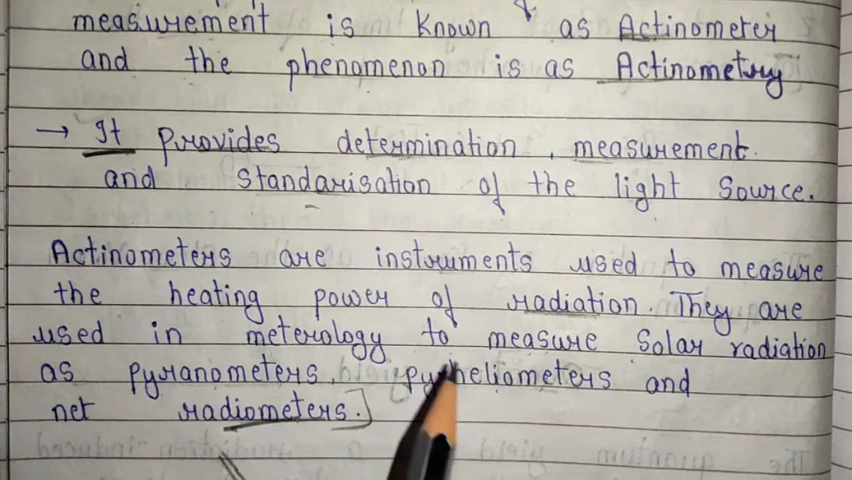 measurement is known as Actinometer
and the phenomenon is as Actinometry
→ It provides determination, measurement
and standarisation of the light source.
Actinometers are instruments used to measure
the heating power of radiation. They are
used in meterology to measure Solar radiation
as pyranometers, pyrheliometers and
net radiometers.]